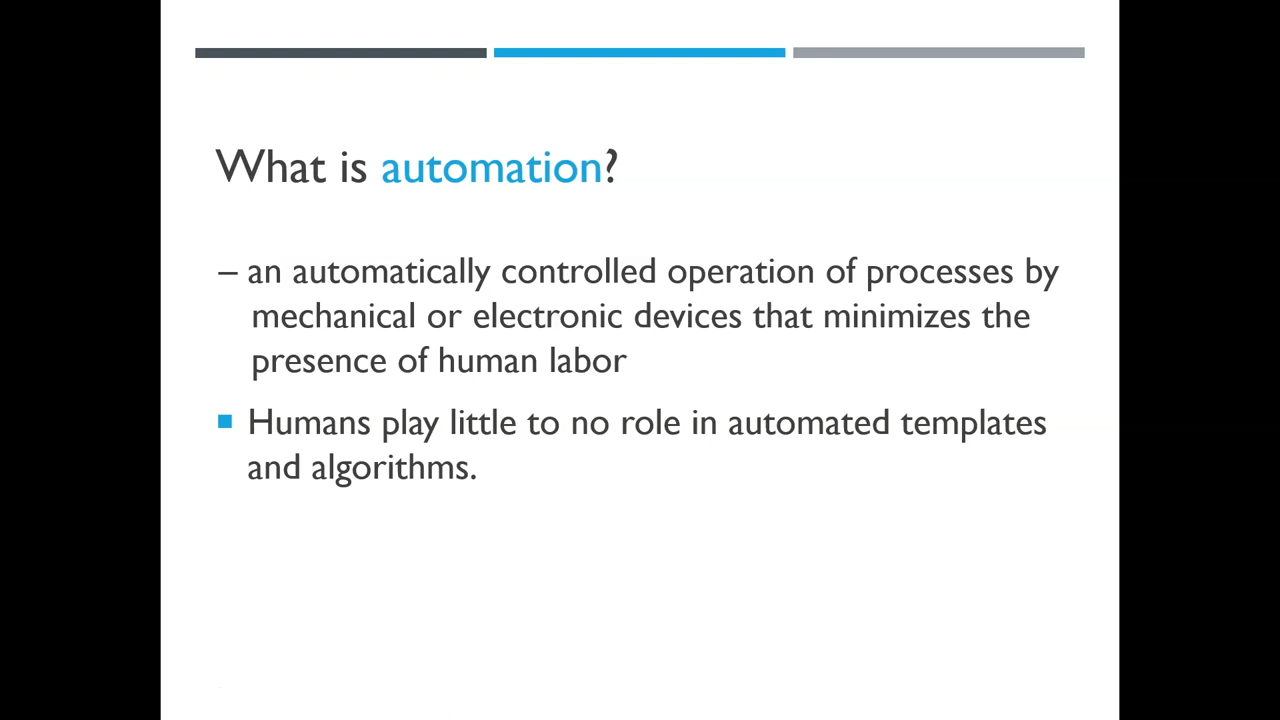 What is automation?
– an automatically controlled operation of processes by
mechanical or electronic devices that minimizes the
presence of human labor
■ Humans play little to no role in automated templates
and algorithms.